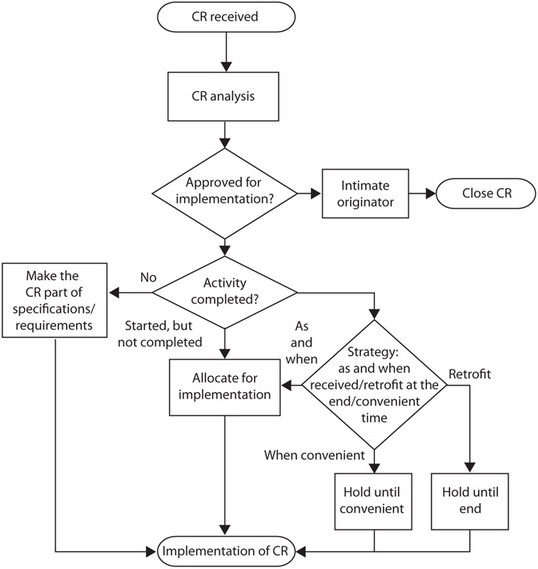 CR received
CR analysis
Approved for
implementation?
Intimate
originator
Close CR
No
Activity
completed?
Make the
CR part of
specifications/
requirements
Started, but
not completed
As
and
when
Strategy:
as and when
received/retrofit at the
end/convenient
time
Retrofit
Allocate for
implementation
When convenient
Hold until
convenient
Hold until
end
Implementation of CR